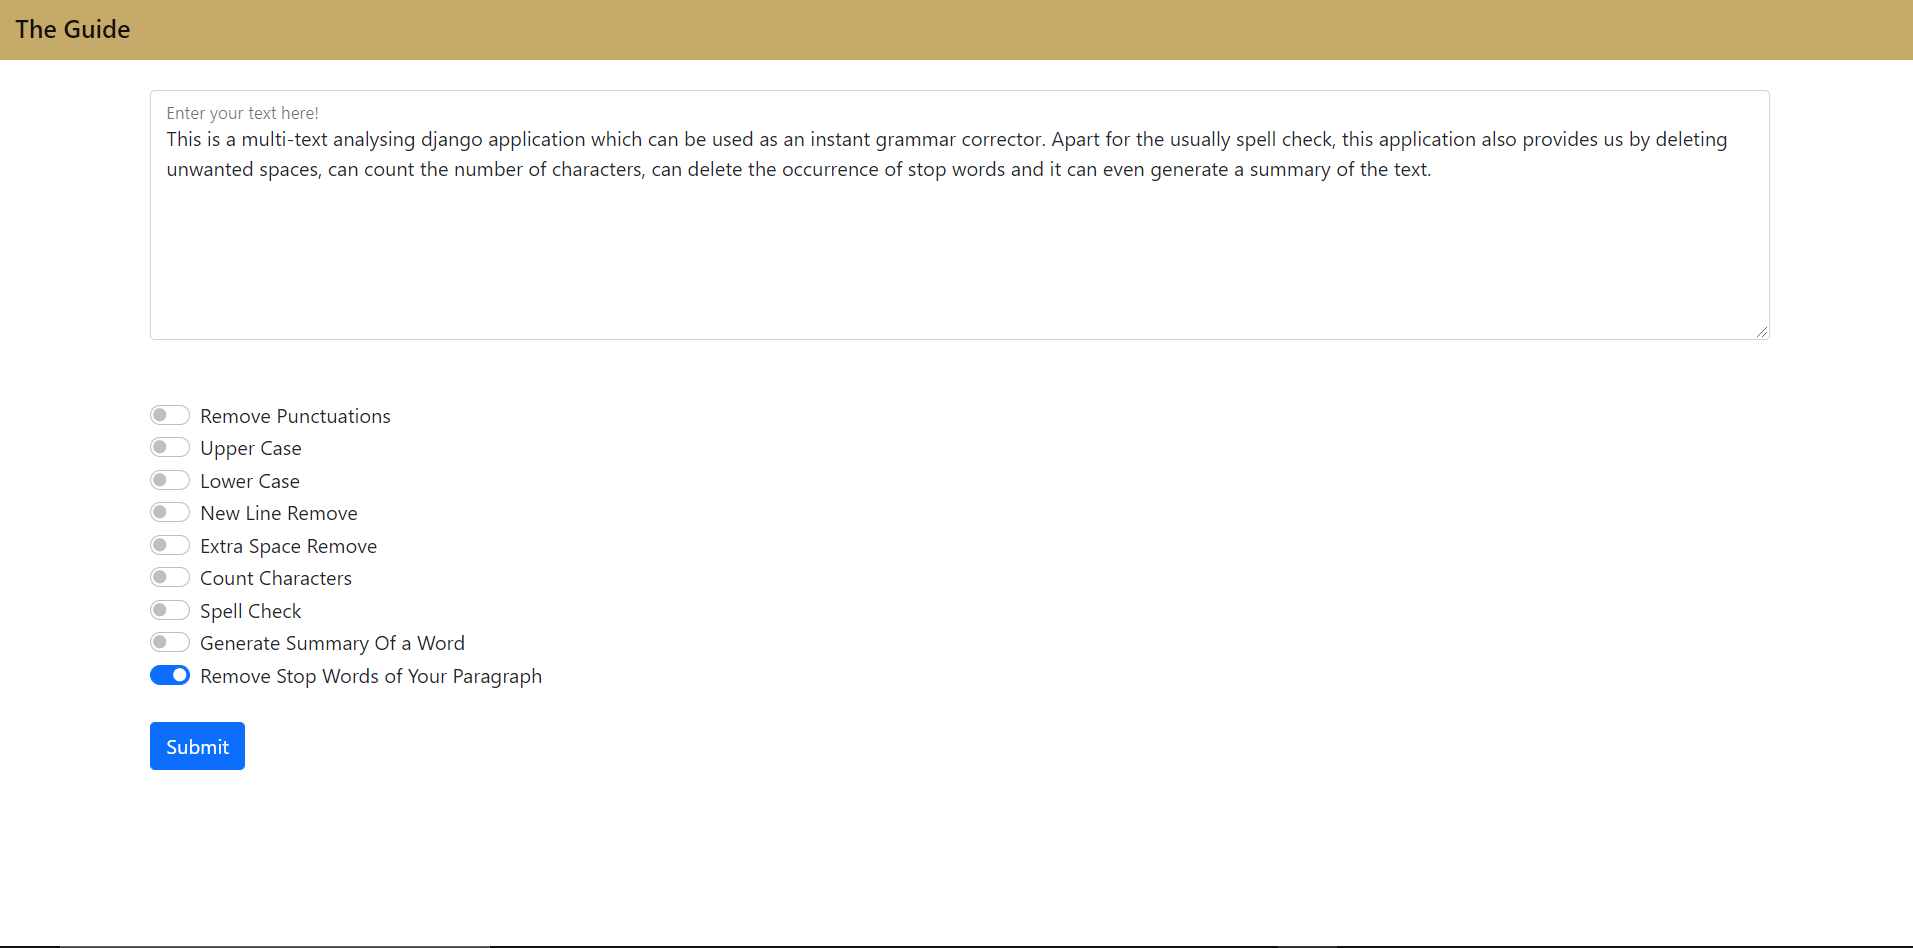 The Guide
Enter your text here!
This is a multi-text analysing django application which can be used as an instant grammar corrector. Apart for the usually spell check, this application also provides us by deleting
unwanted spaces, can count the number of characters, can delete the occurrence of stop words and it can even generate a summary of the text.
Remove Punctuations
Upper Case
Lower Case
New Line Remove
Extra Space Remove
Count Characters
Spell Check
Generate Summary Of a Word
Remove Stop Words of Your Paragraph
Submit